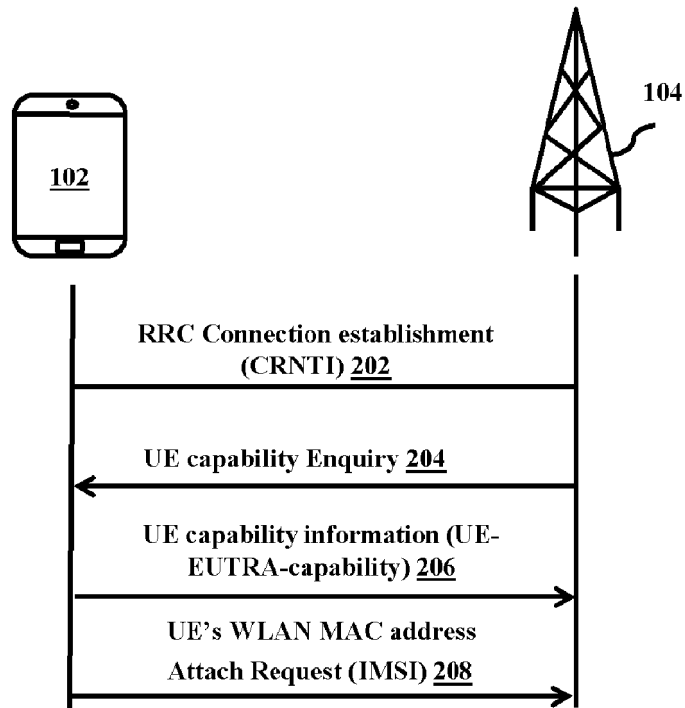 104
102
RRC Connection establishment
(CRNTI) 202
UE capability Enquiry 204
UE capability information (UE-
EUTRA-capability) 206
UE's WLAN MAC address
Attach Request (IMSI) 208